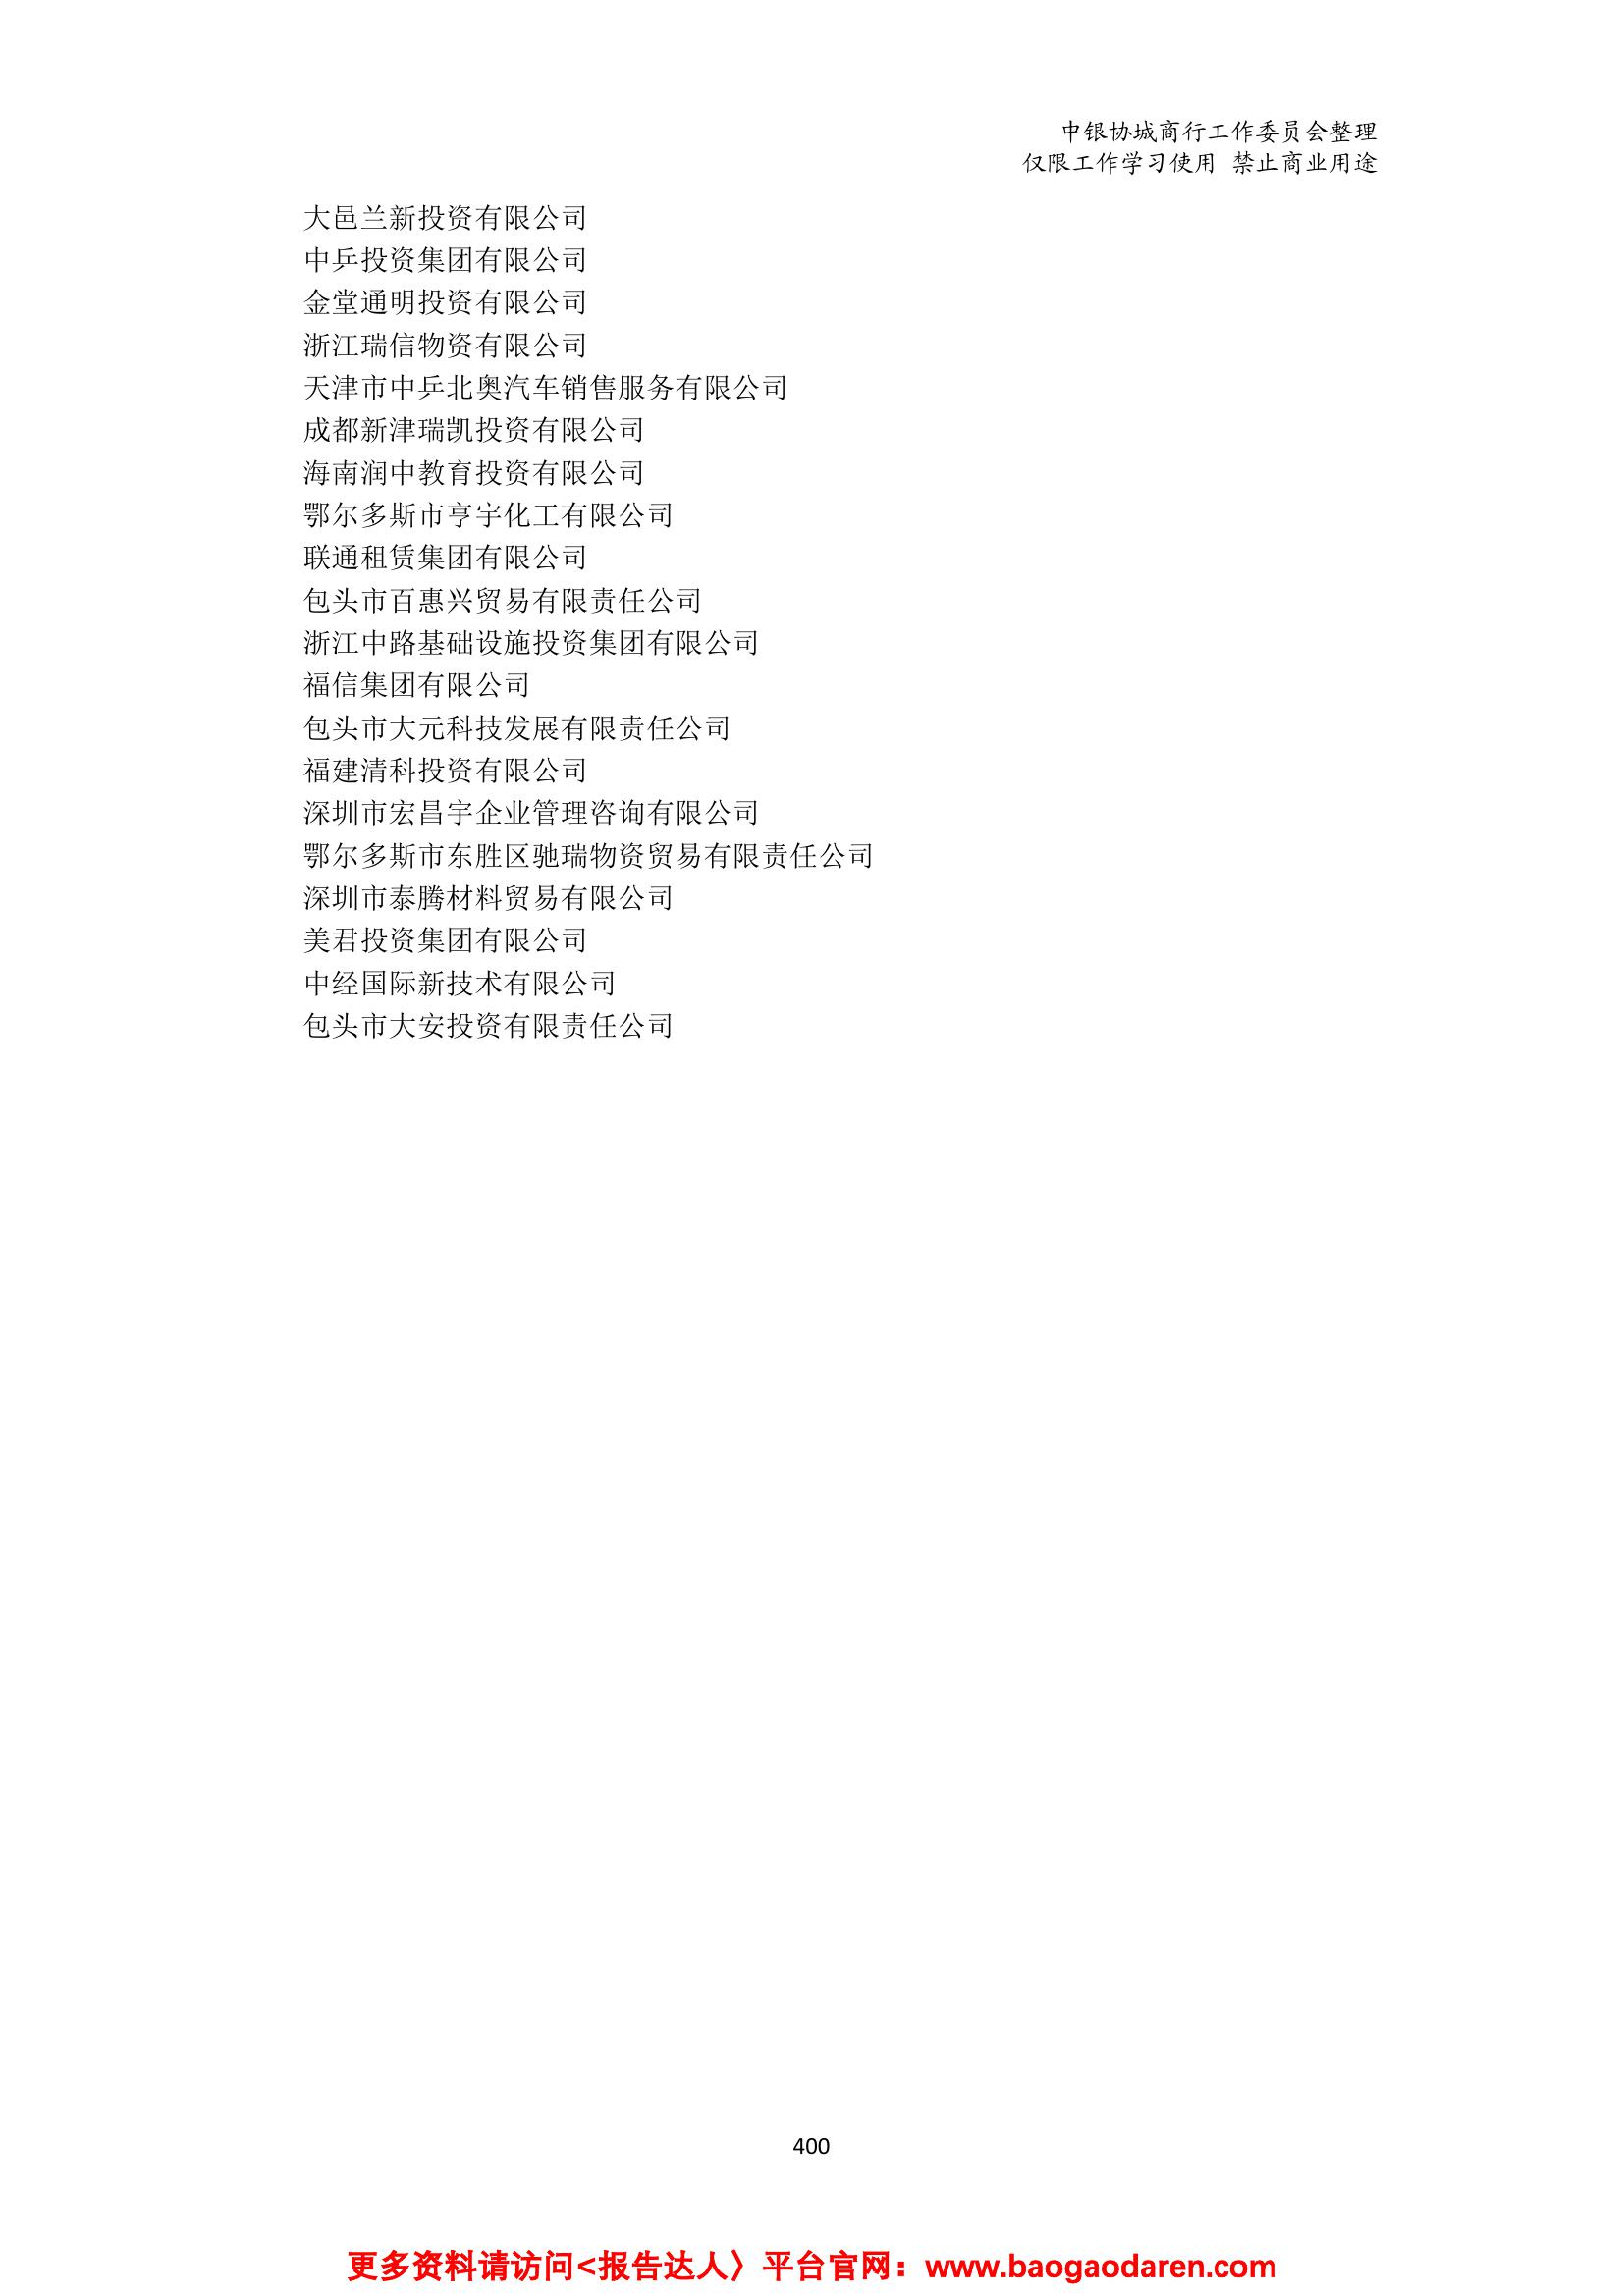 中银协城商行工作委员会整理
仅限工作学习使用 禁止商业用途
大邑兰新投资有限公司
中乒投资集团有限公司
金堂通明投资有限公司
浙江瑞信物资有限公司
天津市中乒北奥汽车销售服务有限公司
成都新津瑞凯投资有限公司
海南润中教育投资有限公司
鄂尔多斯市亨宇化工有限公司
联通租赁集团有限公司
包头市百惠兴贸易有限责任公司
浙江中路基础设施投资集团有限公司
福信集团有限公司
包头市大元科技发展有限责任公司
福建清科投资有限公司
深圳市宏昌宇企业管理咨询有限公司
鄂尔多斯市东胜区驰瑞物资贸易有限责任公司
深圳市泰腾材料贸易有限公司
美君投资集团有限公司
中经国际新技术有限公司
包头市大安投资有限责任公司
400
更多资料请访问<报告达人〉平台官网：www.baogaodaren.com